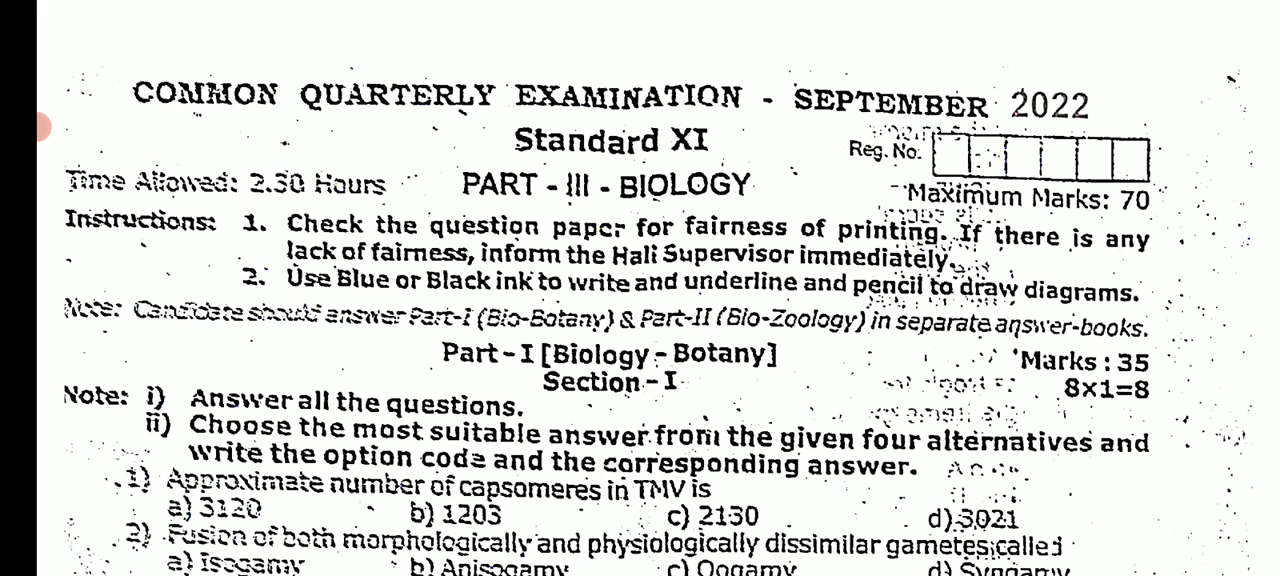 COMMON QUARTERLY EXAMINATION - SEPTEMBER 2022
Standard XI
Reg. No.
Time Allowed: 2.30 Hours PART - III - BIOLOGY
Maximum Marks: 70
Instructions: 1. Check the question paper for fairness of printing. If there is any
lack of fairness, inform the Hall Supervisor immediately.
2. Use Blue or Black ink to write and underline and pencil to draw diagrams.
Note: Candidate should answer Part-I (Bio-Botany) & Part-II (Bio-Zoology) in separate answer-books.
Part - I [Biology - Botany] Marks : 35
Section - I 8x1=8
Note: i) Answer all the questions.
ii) Choose the most suitable answer from the given four alternatives and
write the option code and the corresponding answer.
1) Approximate number of capsomeres in TMV is
a) 3120 b) 1203 c) 2130 d) 3021
2) Fusion of both morphologically and physiologically dissimilar gametes called
a) Isogamy b) Anisogamy c) Oogamy d) Syngamy